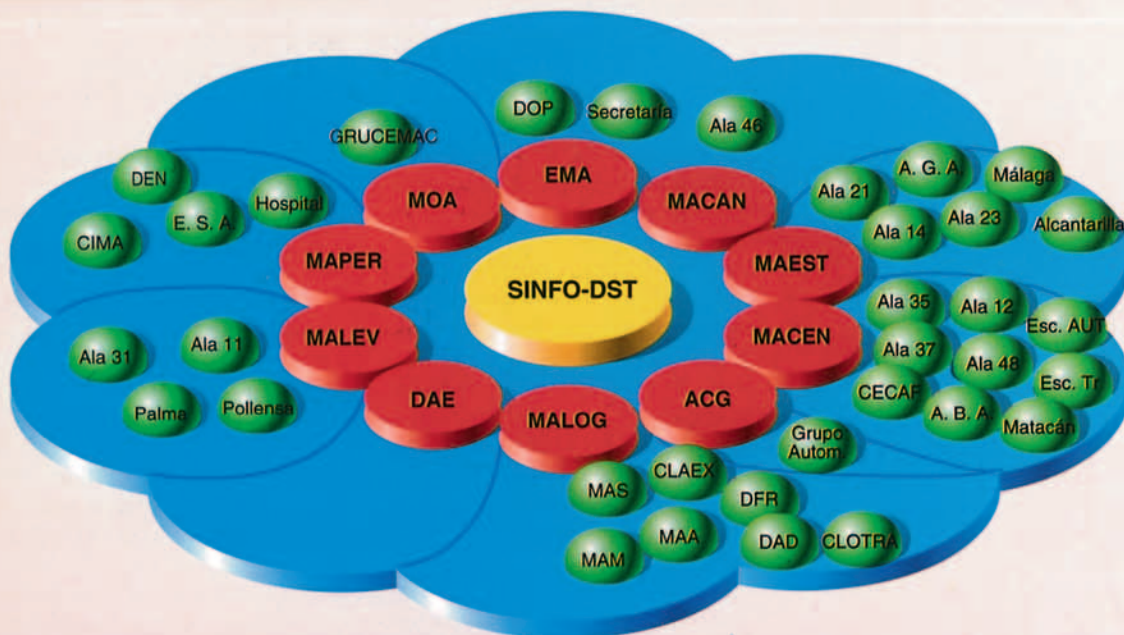 DOP
Secretaría
Ala 46
GRUCEMAC
DEN
E. S. A.
Hospital
CIMA
EMA
MOA
MACAN
MAPER
MAEST
SINFO-DST
MALEV
MACEN
DAE
MALOG
ACG
Ala 21
A. G. A.
Málaga
Ala 14
Ala 23
Alcantarilla
Ala 35
Ala 12
Esc. AUT
Ala 37
Ala 48
Esc. Tr
CECAF
A. B. A.
Matacán
Ala 31
Ala 11
Palma
Pollensa
Grupo
Autom.
MAS
CLAEX
DFR
MAM
MAA
DAD
CLOTRA